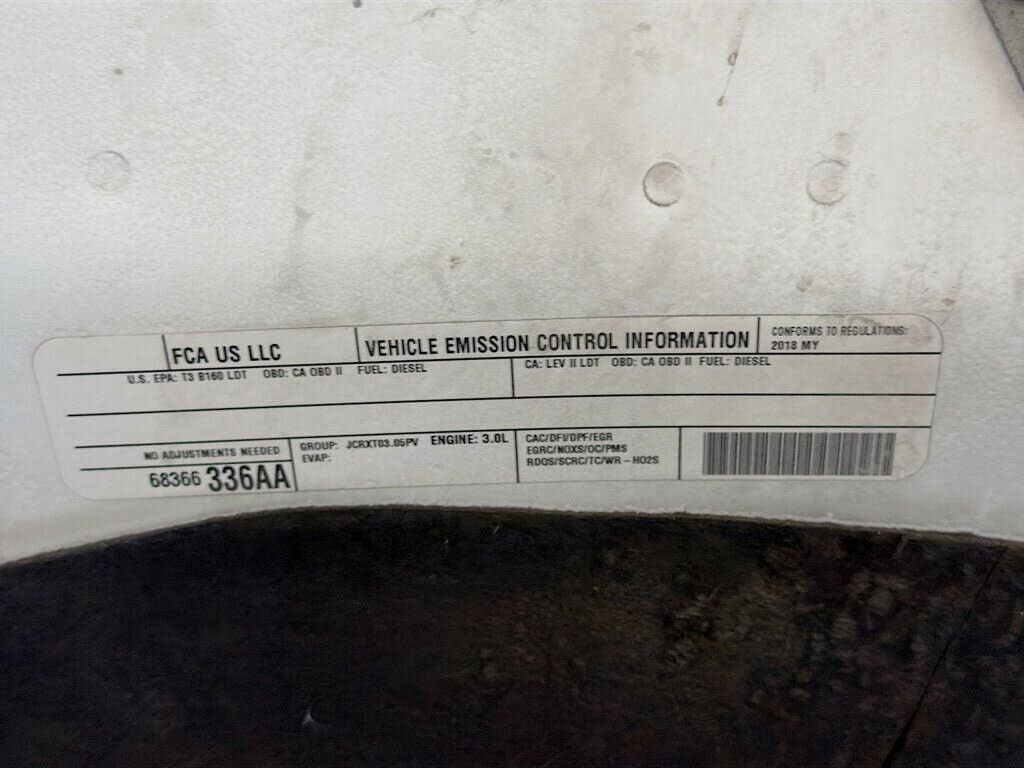 FCA US LLC
VEHICLE EMISSION CONTROL INFORMATION
CONFORMS TO REGULATIONS:
2018 MY
U.S. EPA: T3 B160 LDT OBD: CA OBD II FUEL: DIESEL
CA: LEV II LDT OBD: CA OBD II FUEL: DIESEL
NO ADJUSTMENTS NEEDED
68366 336AA
GROUP: JCRXT03.05PV ENGINE: 3.0L
EVAP:
CAC/DFI/DPF/EGR
EGRC/NOXS/OC/PMS
RDQS/SCRC/TC/WR – HO2S